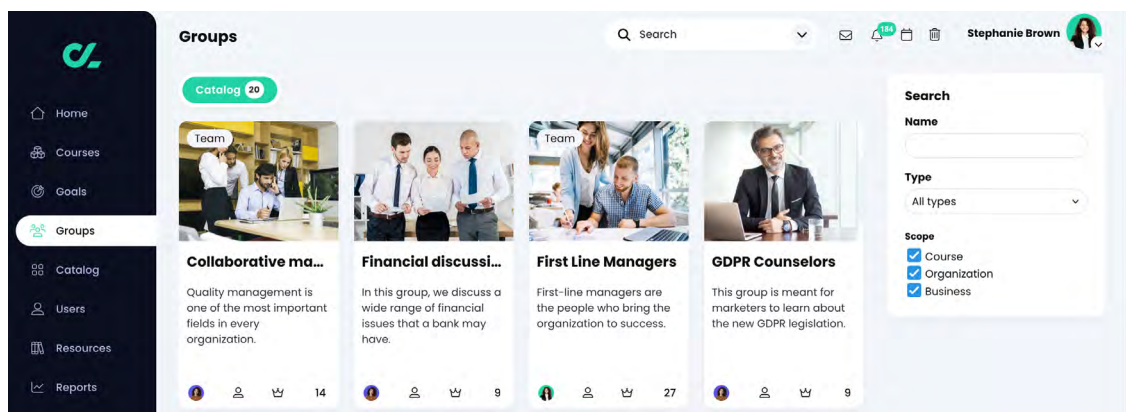 Groups
Search
184
Stephanie Brown
Home
Courses
Goals
Groups
Catalog
Users
Resources
Reports
Catalog 20
Team
Collaborative ma...
Quality management is
one of the most important
fields in every
organization.
14
Financial discussi...
In this group, we discuss a
wide range of financial
issues that a bank may
have.
9
Team
First Line Managers
First-line managers are
the people who bring the
organization to success.
27
GDPR Counselors
This group is meant for
marketers to learn about
the new GDPR legislation.
9
Search
Name
Type
All types
Scope
Course
Organization
Business